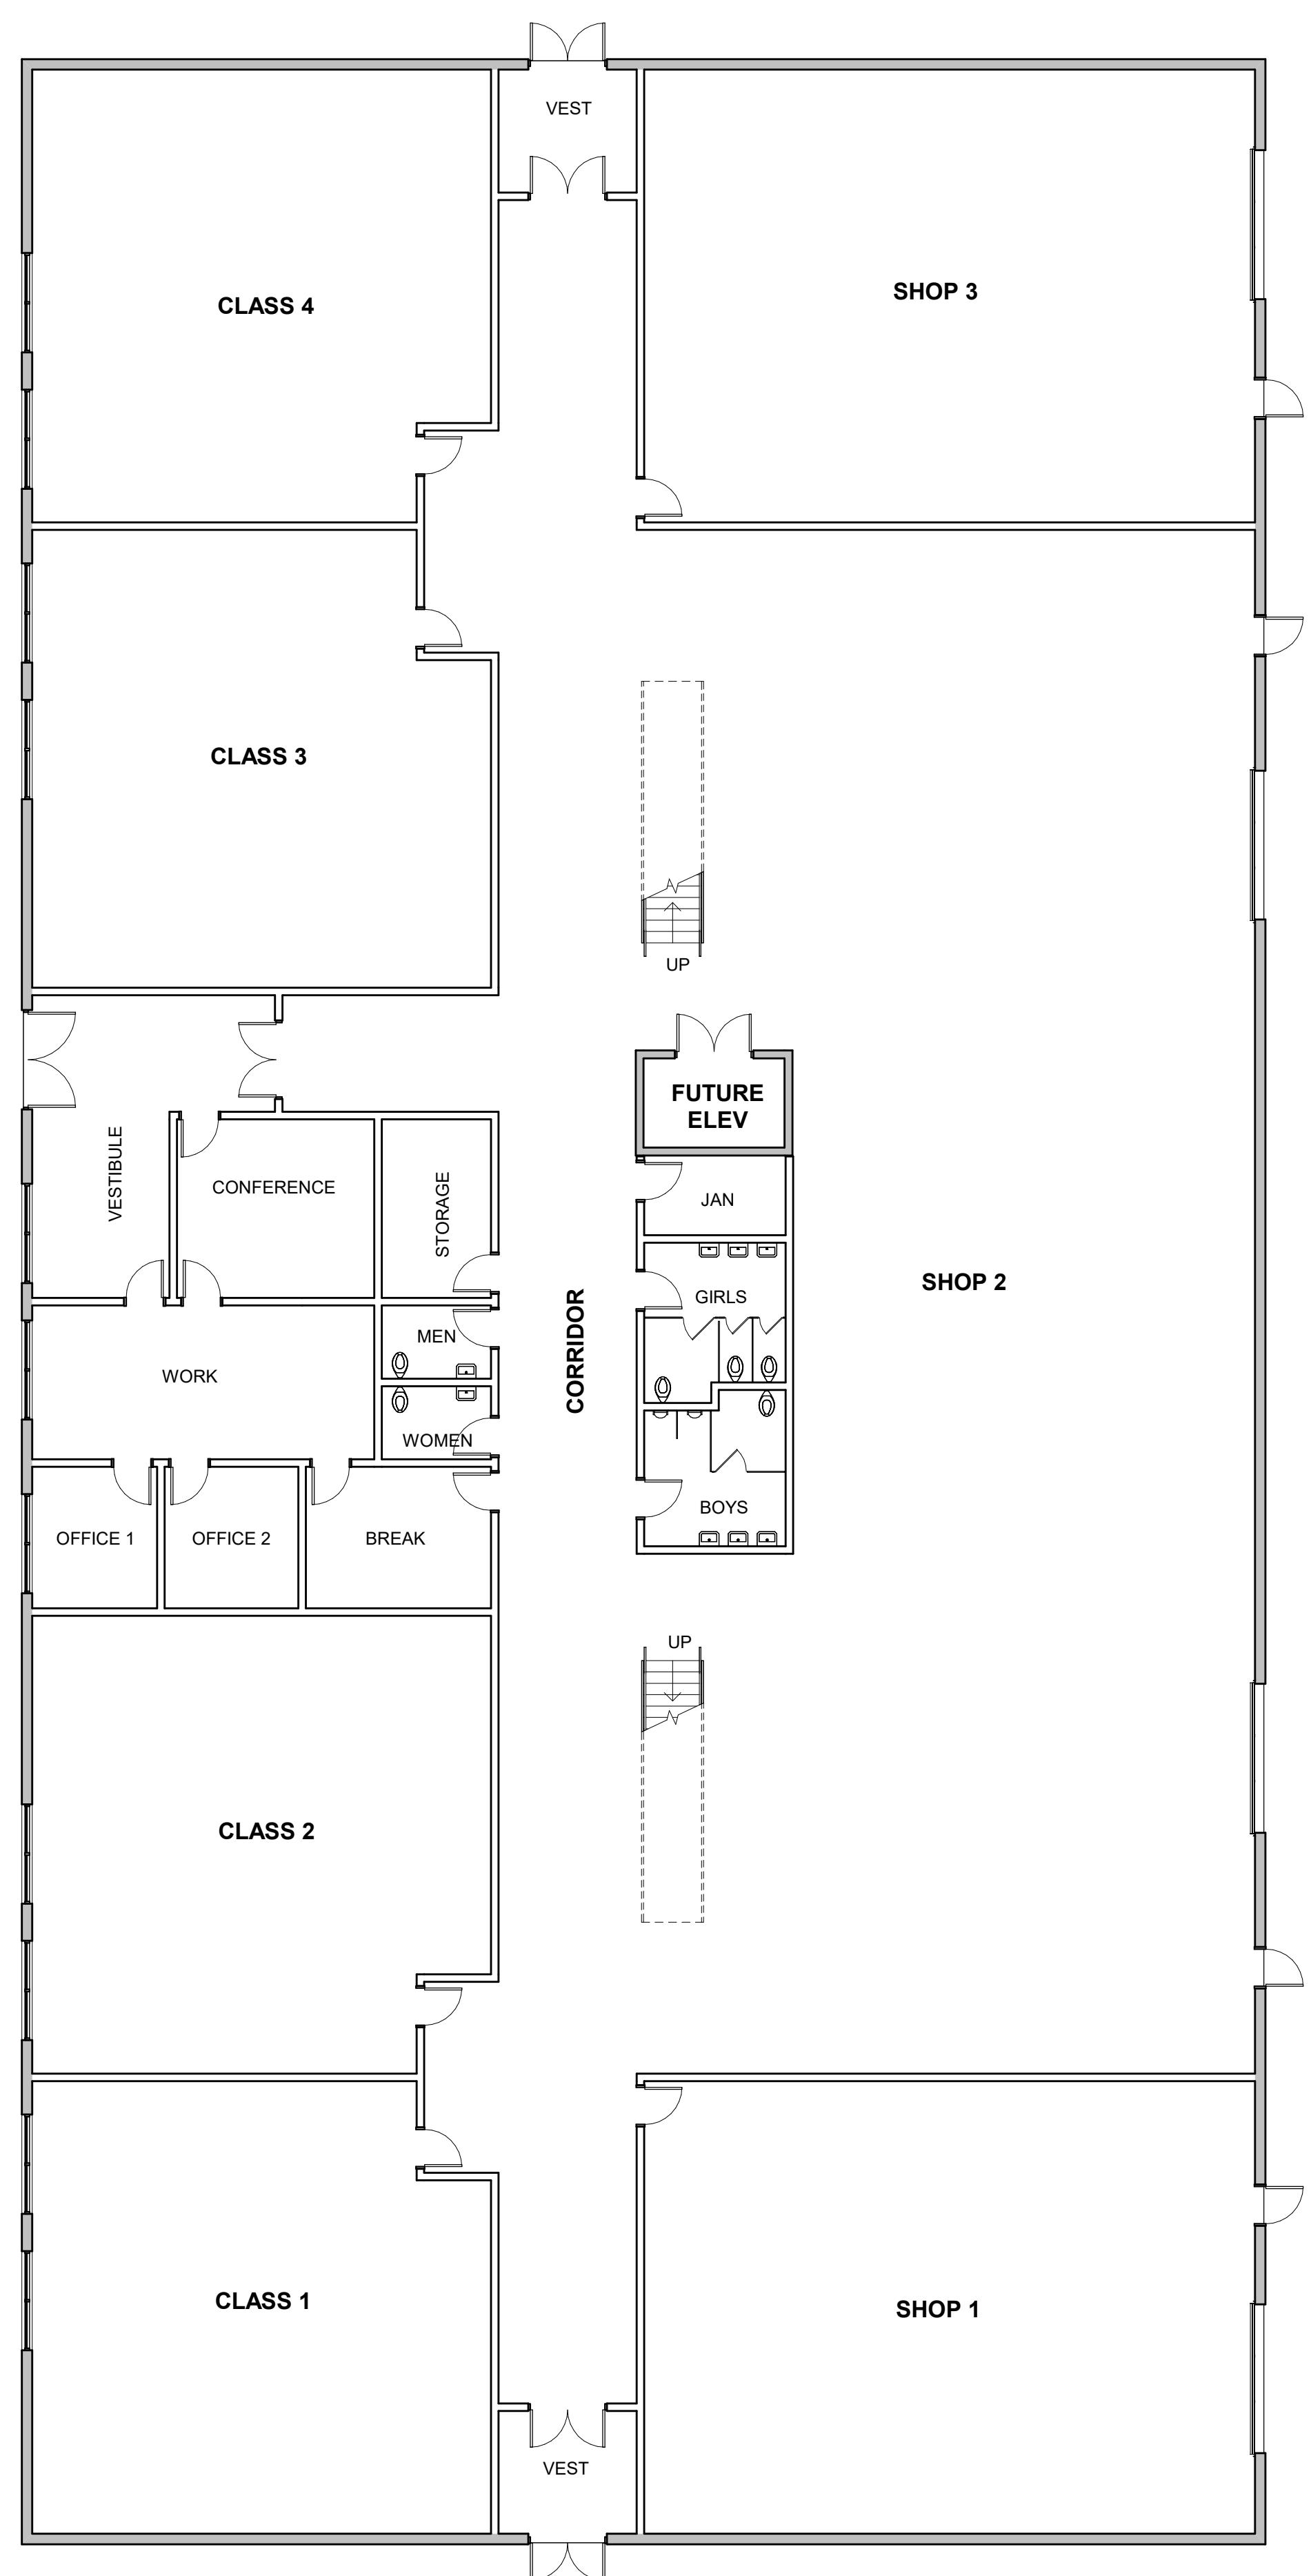 VEST
SHOP 3
CLASS 4
CLASS 3
UP
FUTURE
ELEV
VESTIBULE
CONFERENCE
STORAGE
JAN
SHOP 2
GIRLS
CORRIDOR
MEN
WORK
WOMEN
BOYS
OFFICE 1
OFFICE 2
BREAK
UP
CLASS 2
CLASS 1
SHOP 1
VEST